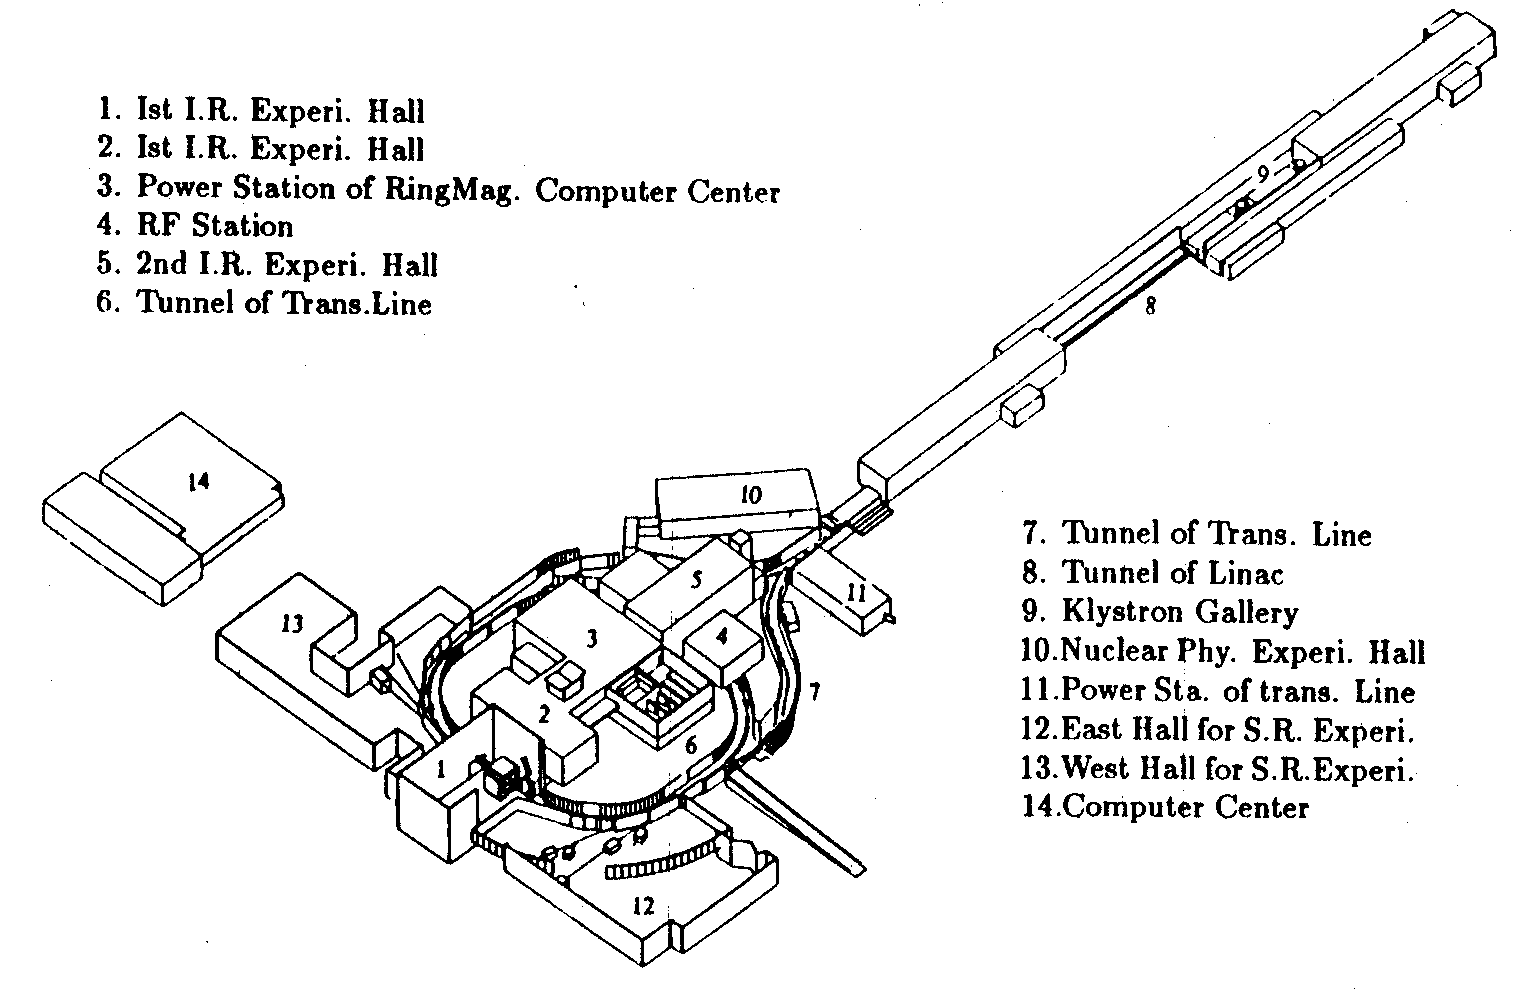 1. Ist I.R. Experi. Hall
2. Ist I.R. Experi. Hall
3. Power Station of RingMag. Computer Center
4. RF Station
5. 2nd I.R. Experi. Hall
6. Tunnel of Trans.Line
7. Tunnel of Trans. Line
8. Tunnel of Linac
9. Klystron Gallery
10.Nuclear Phy. Experi. Hall
11.Power Sta. of trans. Line
12.East Hall for S.R. Experi.
13.West Hall for S.R.Experi.
14.Computer Center
9
8
14
10
5
11
13
3
4
7
2
6
1
12